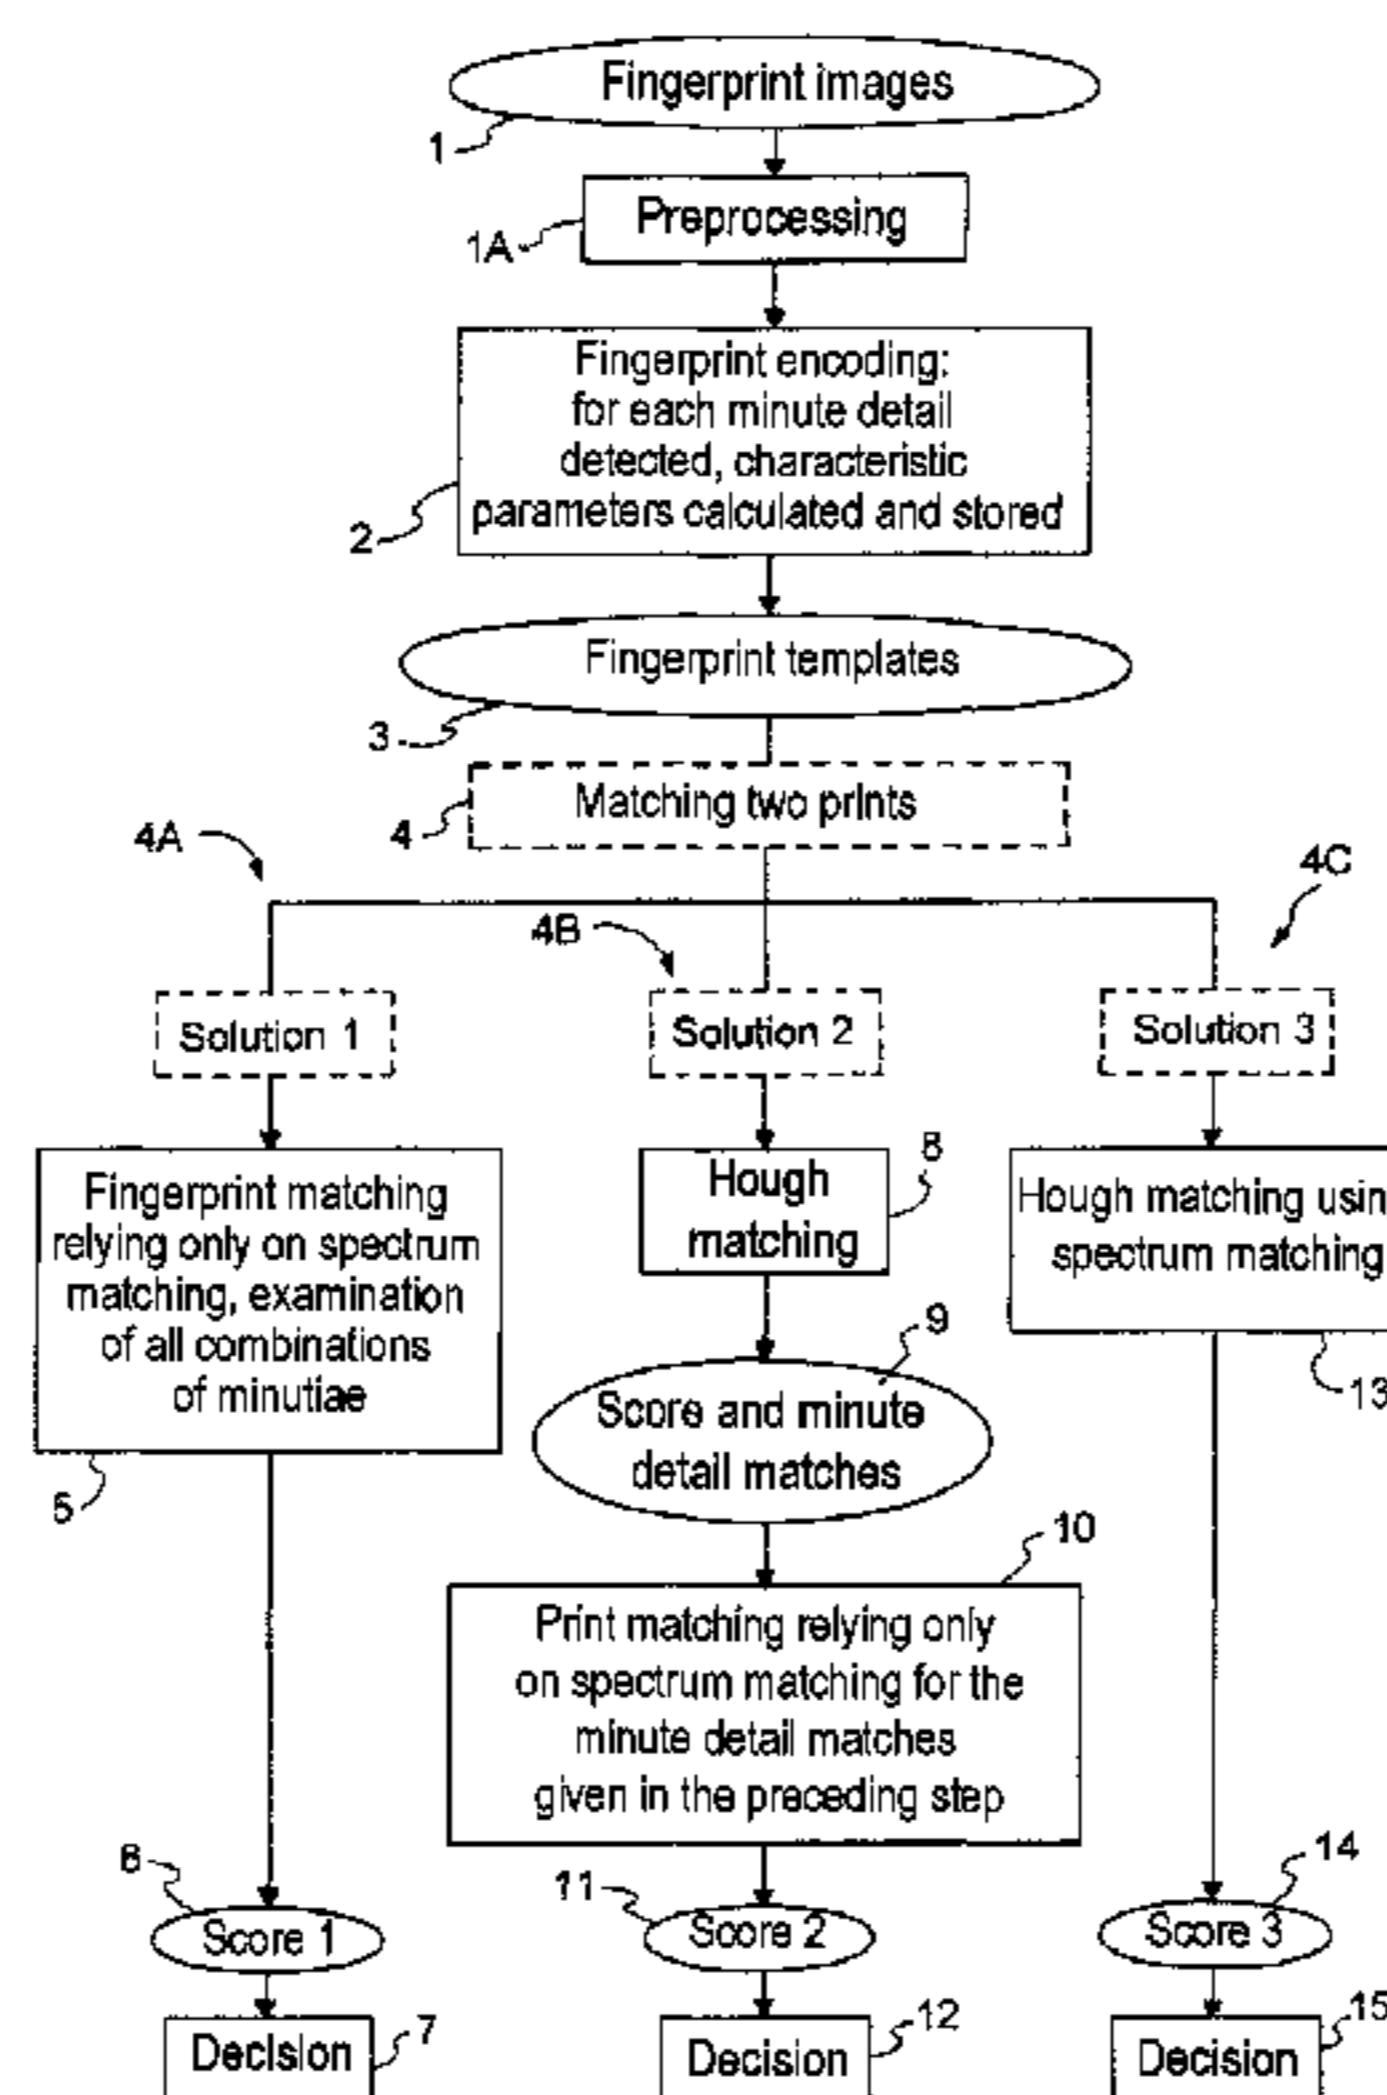 Fingerprint images
1
Preprocessing
1A
Fingerprint encoding:
for each minute detail
detected, characteristic
parameters calculated and stored
2
Fingerprint templates
3
Matching two prints
4
4A
4B
4C
Solution 1
Solution 2
Solution 3
Fingerprint matching
relying only on spectrum
matching, examination
of all combinations
of minutiae
5
Hough
matching
8
Hough matching usin
spectrum matching
13
9
Score and minute
detail matches
10
Print matching relying only
on spectrum matching for the
minute detail matches
given in the preceding step
6
Score 1
11
Score 2
14
Score 3
Decision
7
Decision
12
Decision
15